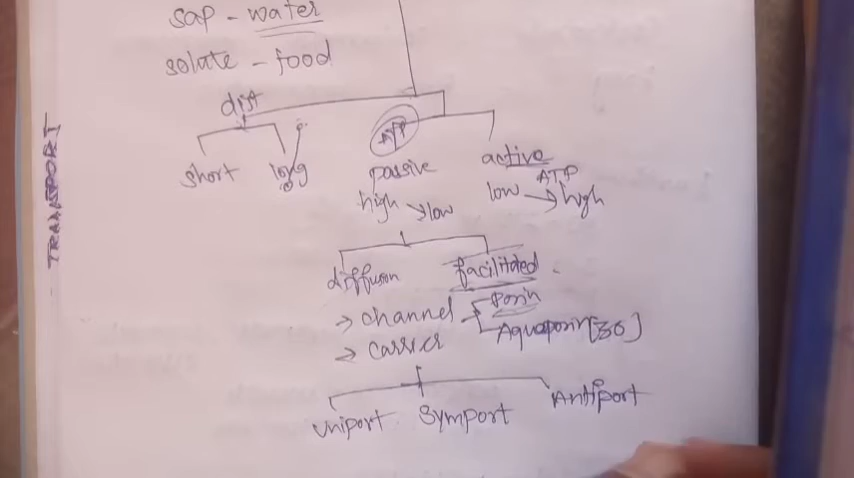 sap - water
solute - food
TRANSPORT
dist
ATP
short
long
passive
active
ATP
high → low
low → high
diffusion
facilitated
→ channel
Porin
Aquaporin [30]
→ carrier
Uniport
Symport
Antiport